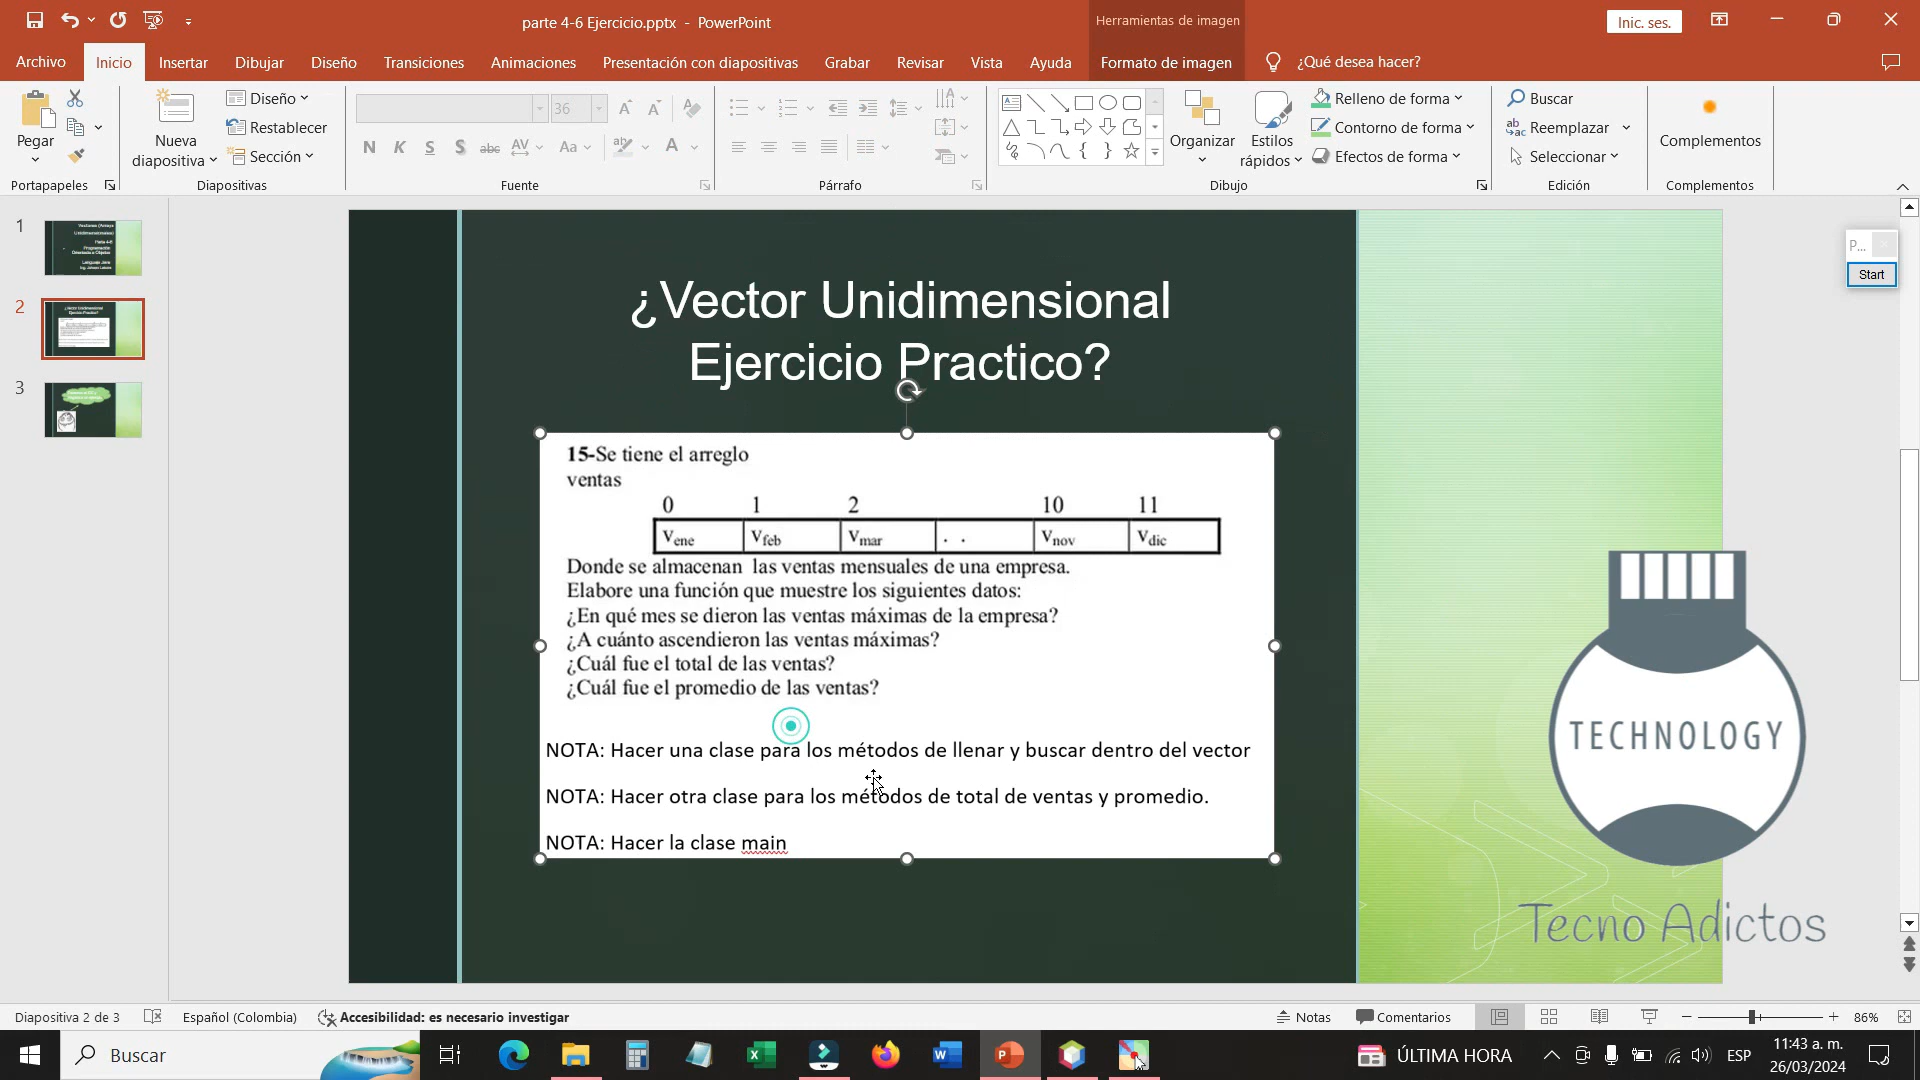 parte 4-6 Ejercicio.pptx - PowerPoint
Herramientas de imagen
Inic. ses.
Archivo Inicio Insertar Dibujar Diseño Transiciones Animaciones Presentación con diapositivas Grabar Revisar Vista Ayuda Formato de imagen ¿Qué desea hacer?
Pegar
Nueva diapositiva
Diseño
Restablecer
Sección
36
N K S S abc AV Aa A
Organizar
Estilos rápidos
Relleno de forma
Contorno de forma
Efectos de forma
Buscar
Reemplazar
Seleccionar
Complementos
Portapapeles Diapositivas Fuente Párrafo Dibujo Edición Complementos
1
2
3
P...
Start
¿Vector Unidimensional
Ejercicio Practico?
15-Se tiene el arreglo
ventas
0 1 2 10 11
Vene Vfeb Vmar . . Vnov Vdic
Donde se almacenan las ventas mensuales de una empresa.
Elabore una función que muestre los siguientes datos:
¿En qué mes se dieron las ventas máximas de la empresa?
¿A cuánto ascendieron las ventas máximas?
¿Cuál fue el total de las ventas?
¿Cuál fue el promedio de las ventas?
NOTA: Hacer una clase para los métodos de llenar y buscar dentro del vector
NOTA: Hacer otra clase para los métodos de total de ventas y promedio.
NOTA: Hacer la clase main
TECHNOLOGY
Tecno Adictos
Diapositiva 2 de 3 Español (Colombia) Accesibilidad: es necesario investigar Notas Comentarios 86%
Buscar
ÚLTIMA HORA
ESP
11:43 a. m.
26/03/2024